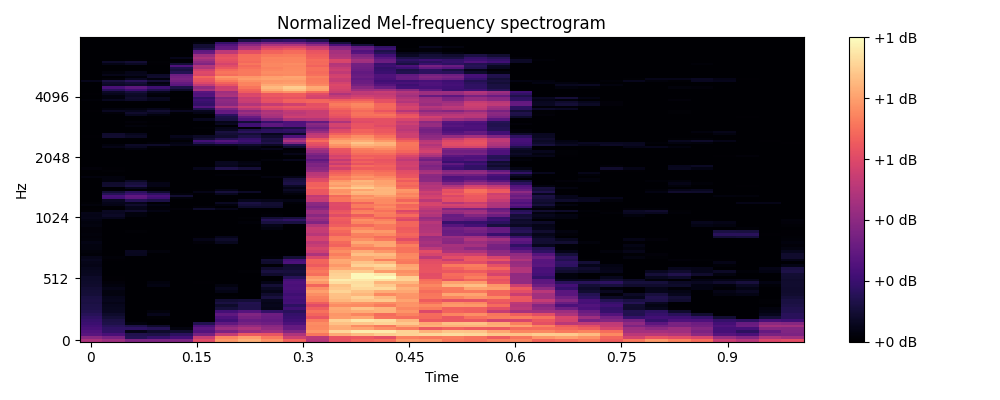 Normalized Mel-frequency spectrogram
Hz
4096
2048
1024
512
0
0 0.15 0.3 0.45 0.6 0.75 0.9
Time
+1 dB
+1 dB
+1 dB
+0 dB
+0 dB
+0 dB